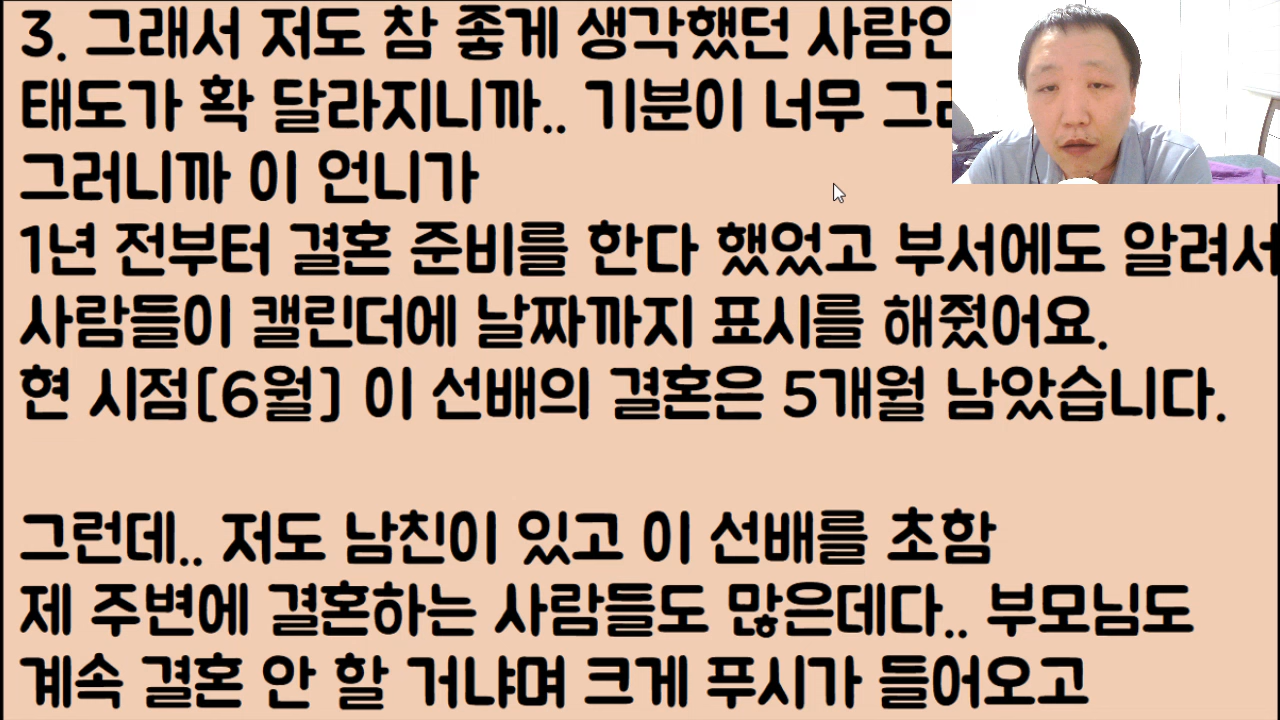 3. 그래서 저도 참 좋게 생각했던
태도가 확 달라지니까.. 기분이 너무
그러니까 이 언니가
1년 전부터 결혼 준비를 한다 했었고 부서에도 알려서
사람들이 캘린더에 날짜까지 표시를 해줬어요.
현 시점[6월] 이 선배의 결혼은 5개월 남았습니다.
그런데.. 저도 남친이 있고 이 선배를 초함
제 주변에 결혼하는 사람들도 많은데다.. 부모님도
계속 결혼 안 할 거냐며 크게 푸시가 들어오고